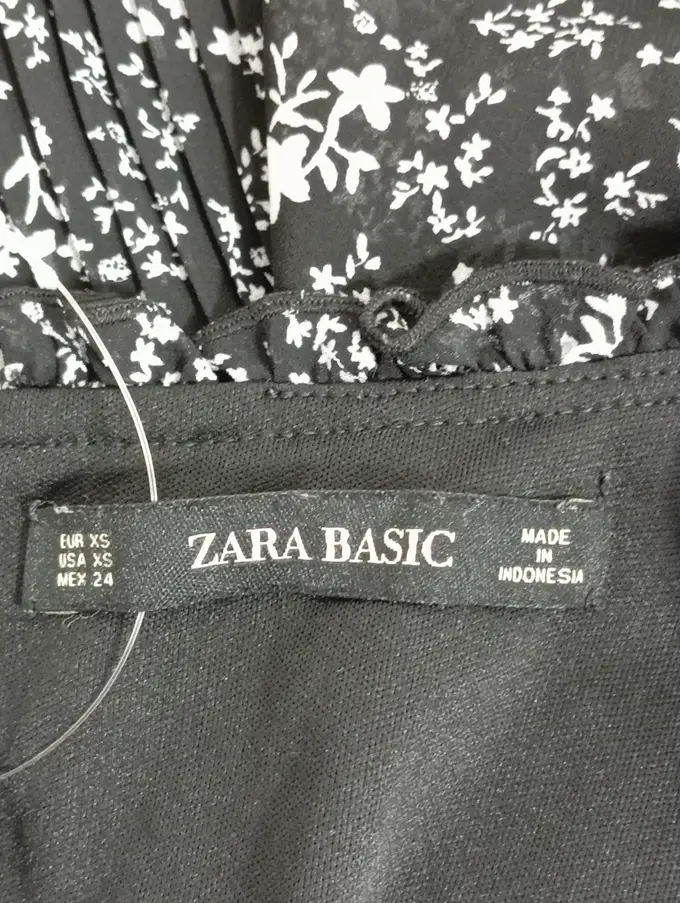 EUR XS
USA XS
MEX 24
ZARA BASIC
MADE
IN
INDONESIA